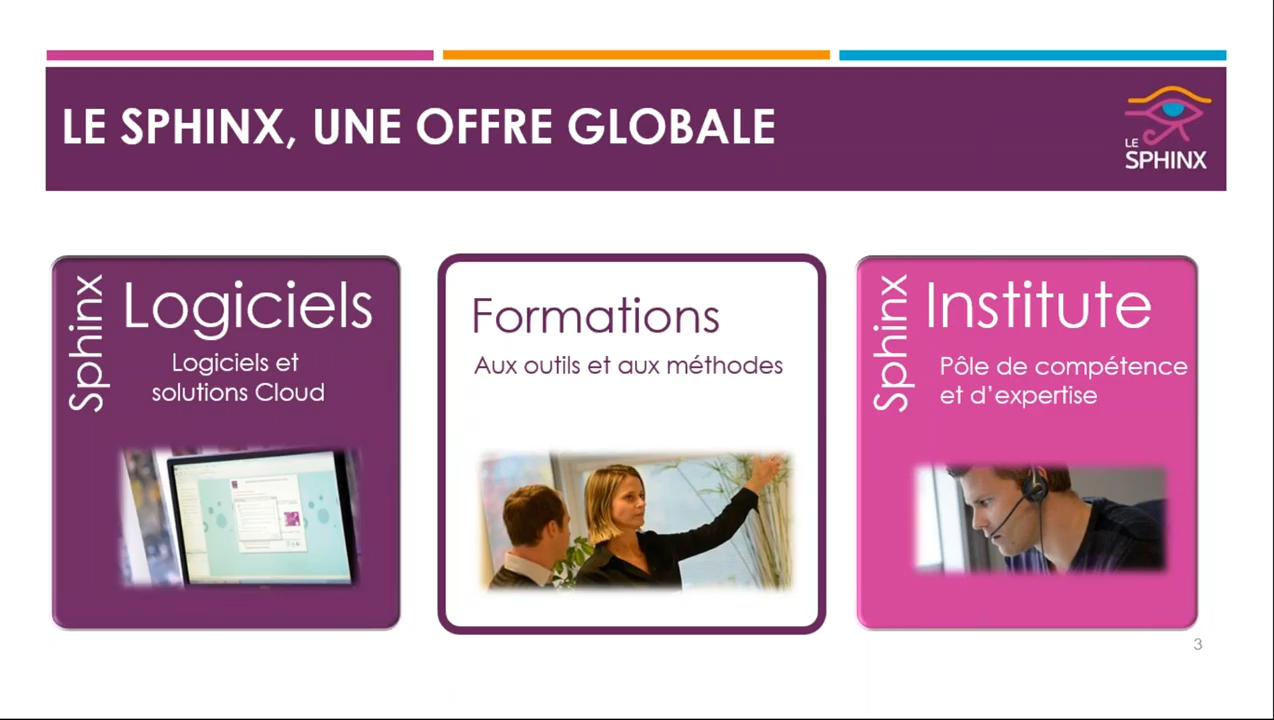 LE SPHINX, UNE OFFRE GLOBALE
LE
SPHINX
Sphinx
Logiciels
Logiciels et
solutions Cloud
Formations
Aux outils et aux méthodes
Sphinx
Institute
Pôle de compétence
et d’expertise
3